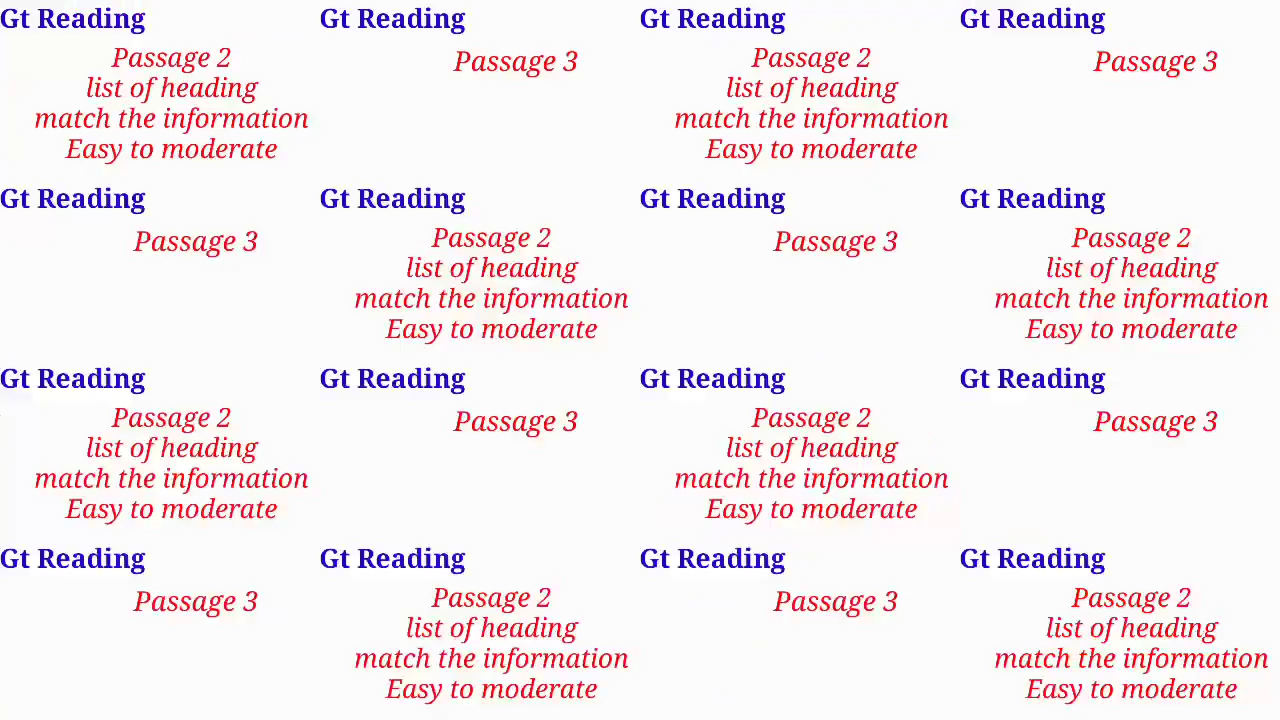 Gt Reading
Passage 2
list of heading
match the information
Easy to moderate
Gt Reading
Passage 3
Gt Reading
Passage 2
list of heading
match the information
Easy to moderate
Gt Reading
Passage 3
Gt Reading
Passage 3
Gt Reading
Passage 2
list of heading
match the information
Easy to moderate
Gt Reading
Passage 3
Gt Reading
Passage 2
list of heading
match the information
Easy to moderate
Gt Reading
Passage 2
list of heading
match the information
Easy to moderate
Gt Reading
Passage 3
Gt Reading
Passage 2
list of heading
match the information
Easy to moderate
Gt Reading
Passage 3
Gt Reading
Passage 3
Gt Reading
Passage 2
list of heading
match the information
Easy to moderate
Gt Reading
Passage 3
Gt Reading
Passage 2
list of heading
match the information
Easy to moderate